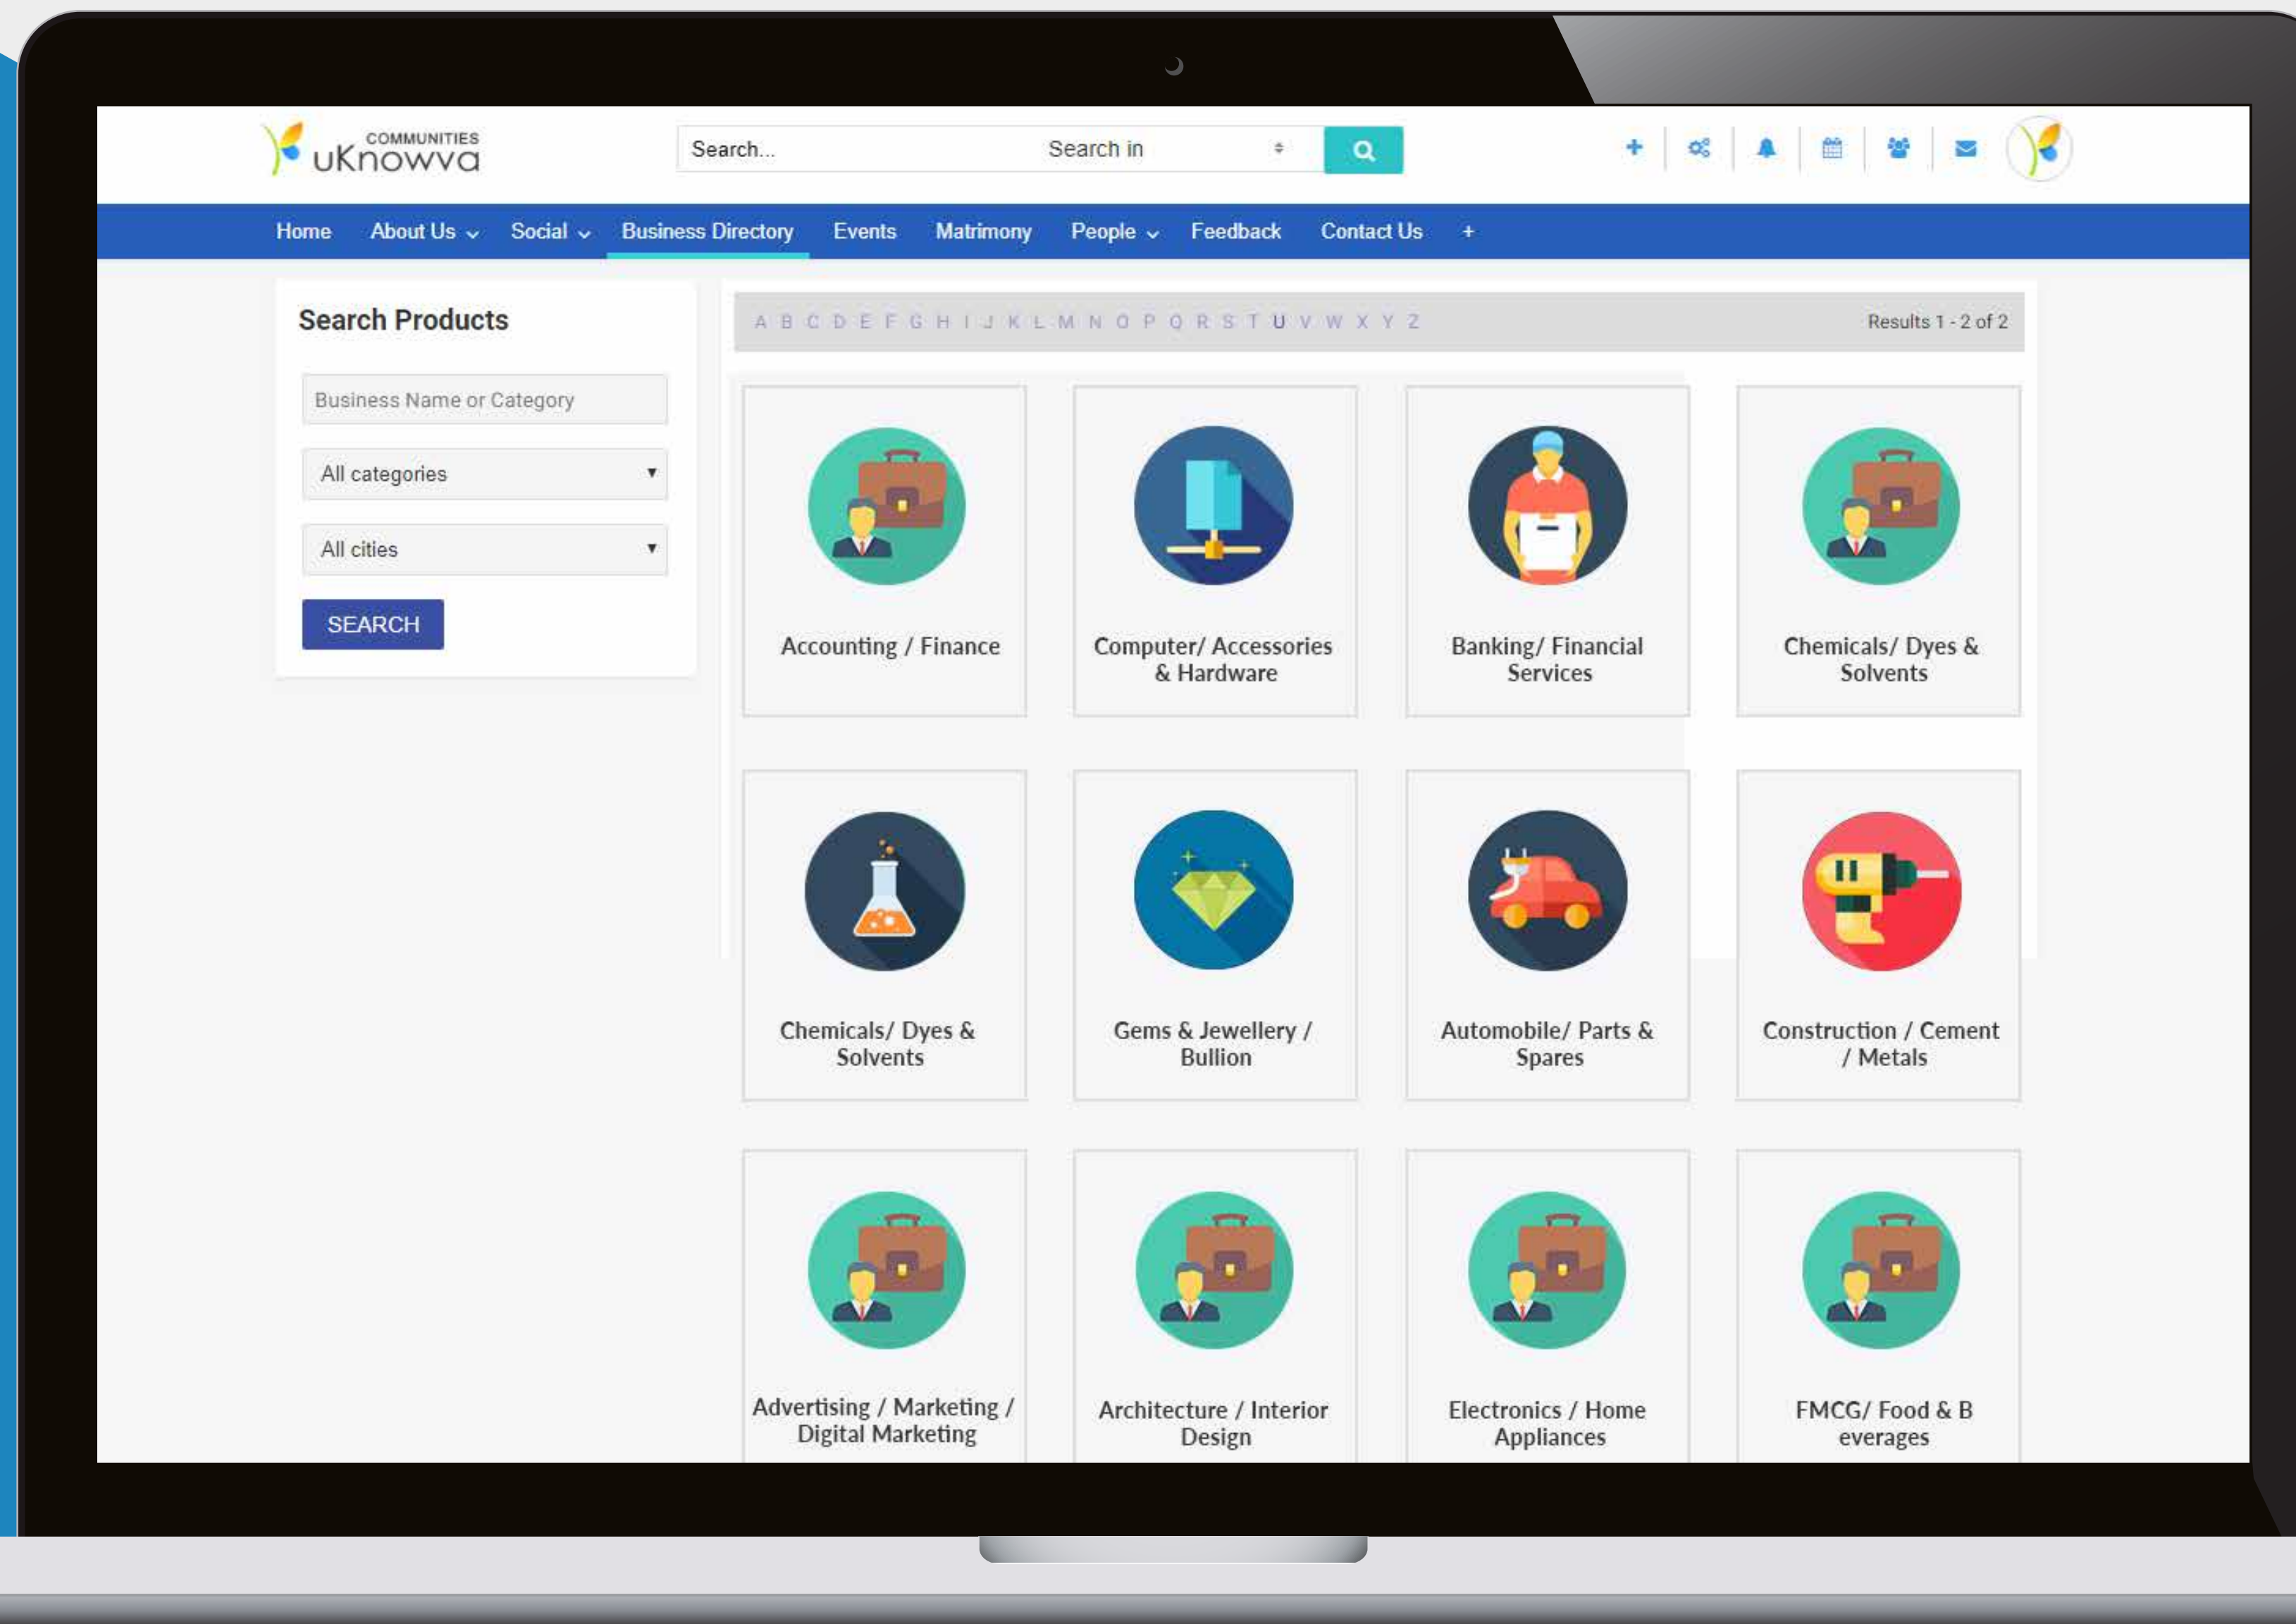 COMMUNITIES
uKnowva
Search...
Search in
Home About Us Social Business Directory Events Matrimony People Feedback Contact Us +
Search Products
Business Name or Category
All categories
All cities
SEARCH
A B C D E F G H I J K L M N O P Q R S T U V W X Y Z
Results 1 - 2 of 2
Accounting / Finance
Computer/ Accessories
& Hardware
Banking/ Financial
Services
Chemicals/ Dyes &
Solvents
Chemicals/ Dyes &
Solvents
Gems & Jewellery /
Bullion
Automobile/ Parts &
Spares
Construction / Cement
/ Metals
Advertising / Marketing /
Digital Marketing
Architecture / Interior
Design
Electronics / Home
Appliances
FMCG/ Food & B
everages